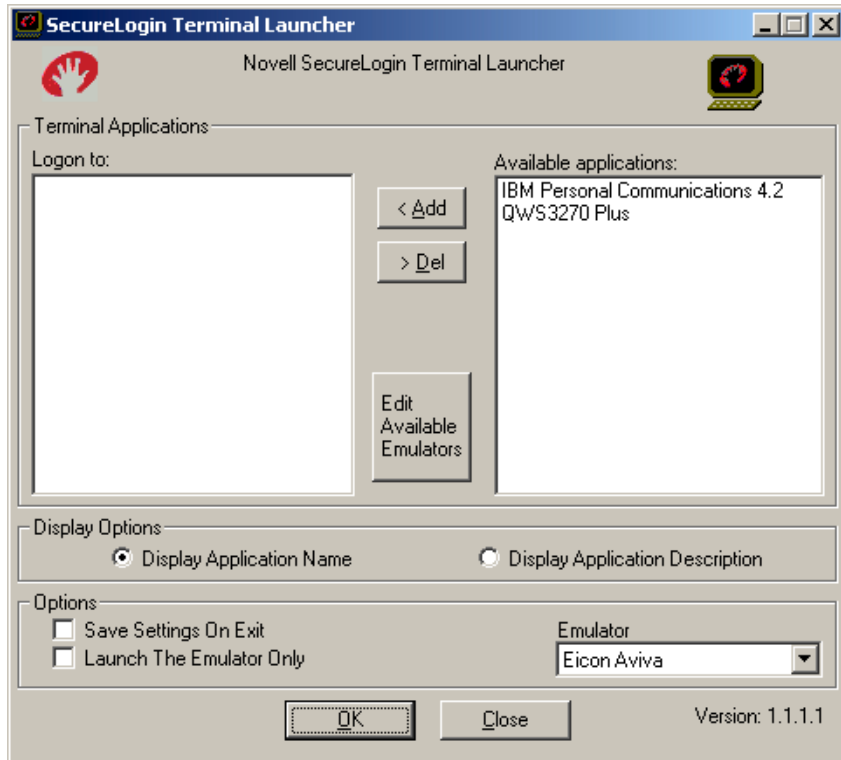 SecureLogin Terminal Launcher
Novell SecureLogin Terminal Launcher
Terminal Applications
Logon to:
Available applications:
IBM Personal Communications 4.2
QWS3270 Plus
< Add
> Del
Edit
Available
Emulators
Display Options
Display Application Name
Display Application Description
Options
Save Settings On Exit
Launch The Emulator Only
Emulator
Eicon Aviva
OK
Close
Version: 1.1.1.1